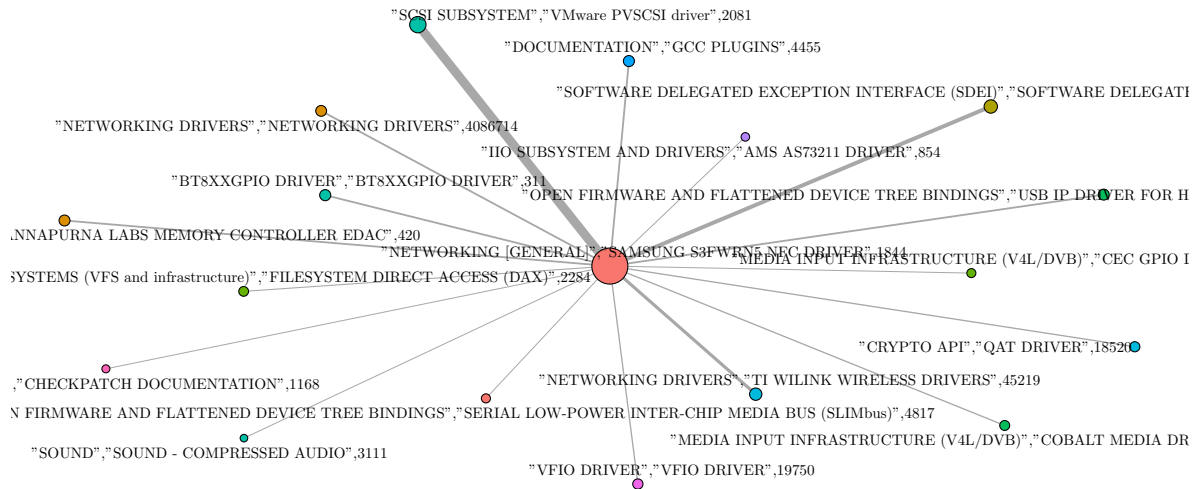 "SCSI SUBSYSTEM","VMware PVSCSI driver",2081
"DOCUMENTATION","GCC PLUGINS",4455
"SOFTWARE DELEGATED EXCEPTION INTERFACE (SDEI)","SOFTWARE DELEGATE
"NETWORKING DRIVERS","NETWORKING DRIVERS",4086714
"IIO SUBSYSTEM AND DRIVERS","AMS AS73211 DRIVER",854
"BT8XXGPIO DRIVER","BT8XXGPIO DRIVER",311
"OPEN FIRMWARE AND FLATTENED DEVICE TREE BINDINGS","USB IP DRIVER FOR H
ANNAPURNA LABS MEMORY CONTROLLER EDAC",420
"NETWORKING [GENERAL]","SAMSUNG S3FWRN5 NFC DRIVER",1844
"MEDIA INPUT INFRASTRUCTURE (V4L/DVB)","CEC GPIO D
SYSTEMS (VFS and infrastructure)","FILESYSTEM DIRECT ACCESS (DAX)",2284
"CRYPTO API","QAT DRIVER",18520
,"CHECKPATCH DOCUMENTATION",1168
"NETWORKING DRIVERS","TI WILINK WIRELESS DRIVERS",45219
N FIRMWARE AND FLATTENED DEVICE TREE BINDINGS","SERIAL LOW-POWER INTER-CHIP MEDIA BUS (SLIMbus)",4817
"MEDIA INPUT INFRASTRUCTURE (V4L/DVB)","COBALT MEDIA DR
"SOUND","SOUND - COMPRESSED AUDIO",3111
"VFIO DRIVER","VFIO DRIVER",19750